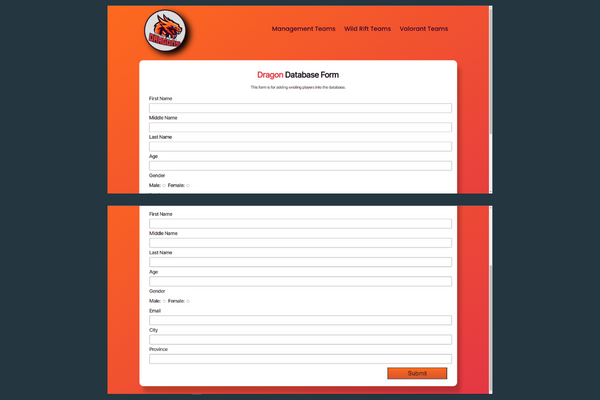 Management Teams Wild Rift Teams Valorant Teams
Dragon Database Form
This form is for adding existing players into the database.
First Name
Middle Name
Last Name
Age
Gender
Male: Female:
First Name
Middle Name
Last Name
Age
Gender
Male: Female:
Email
City
Province
Submit